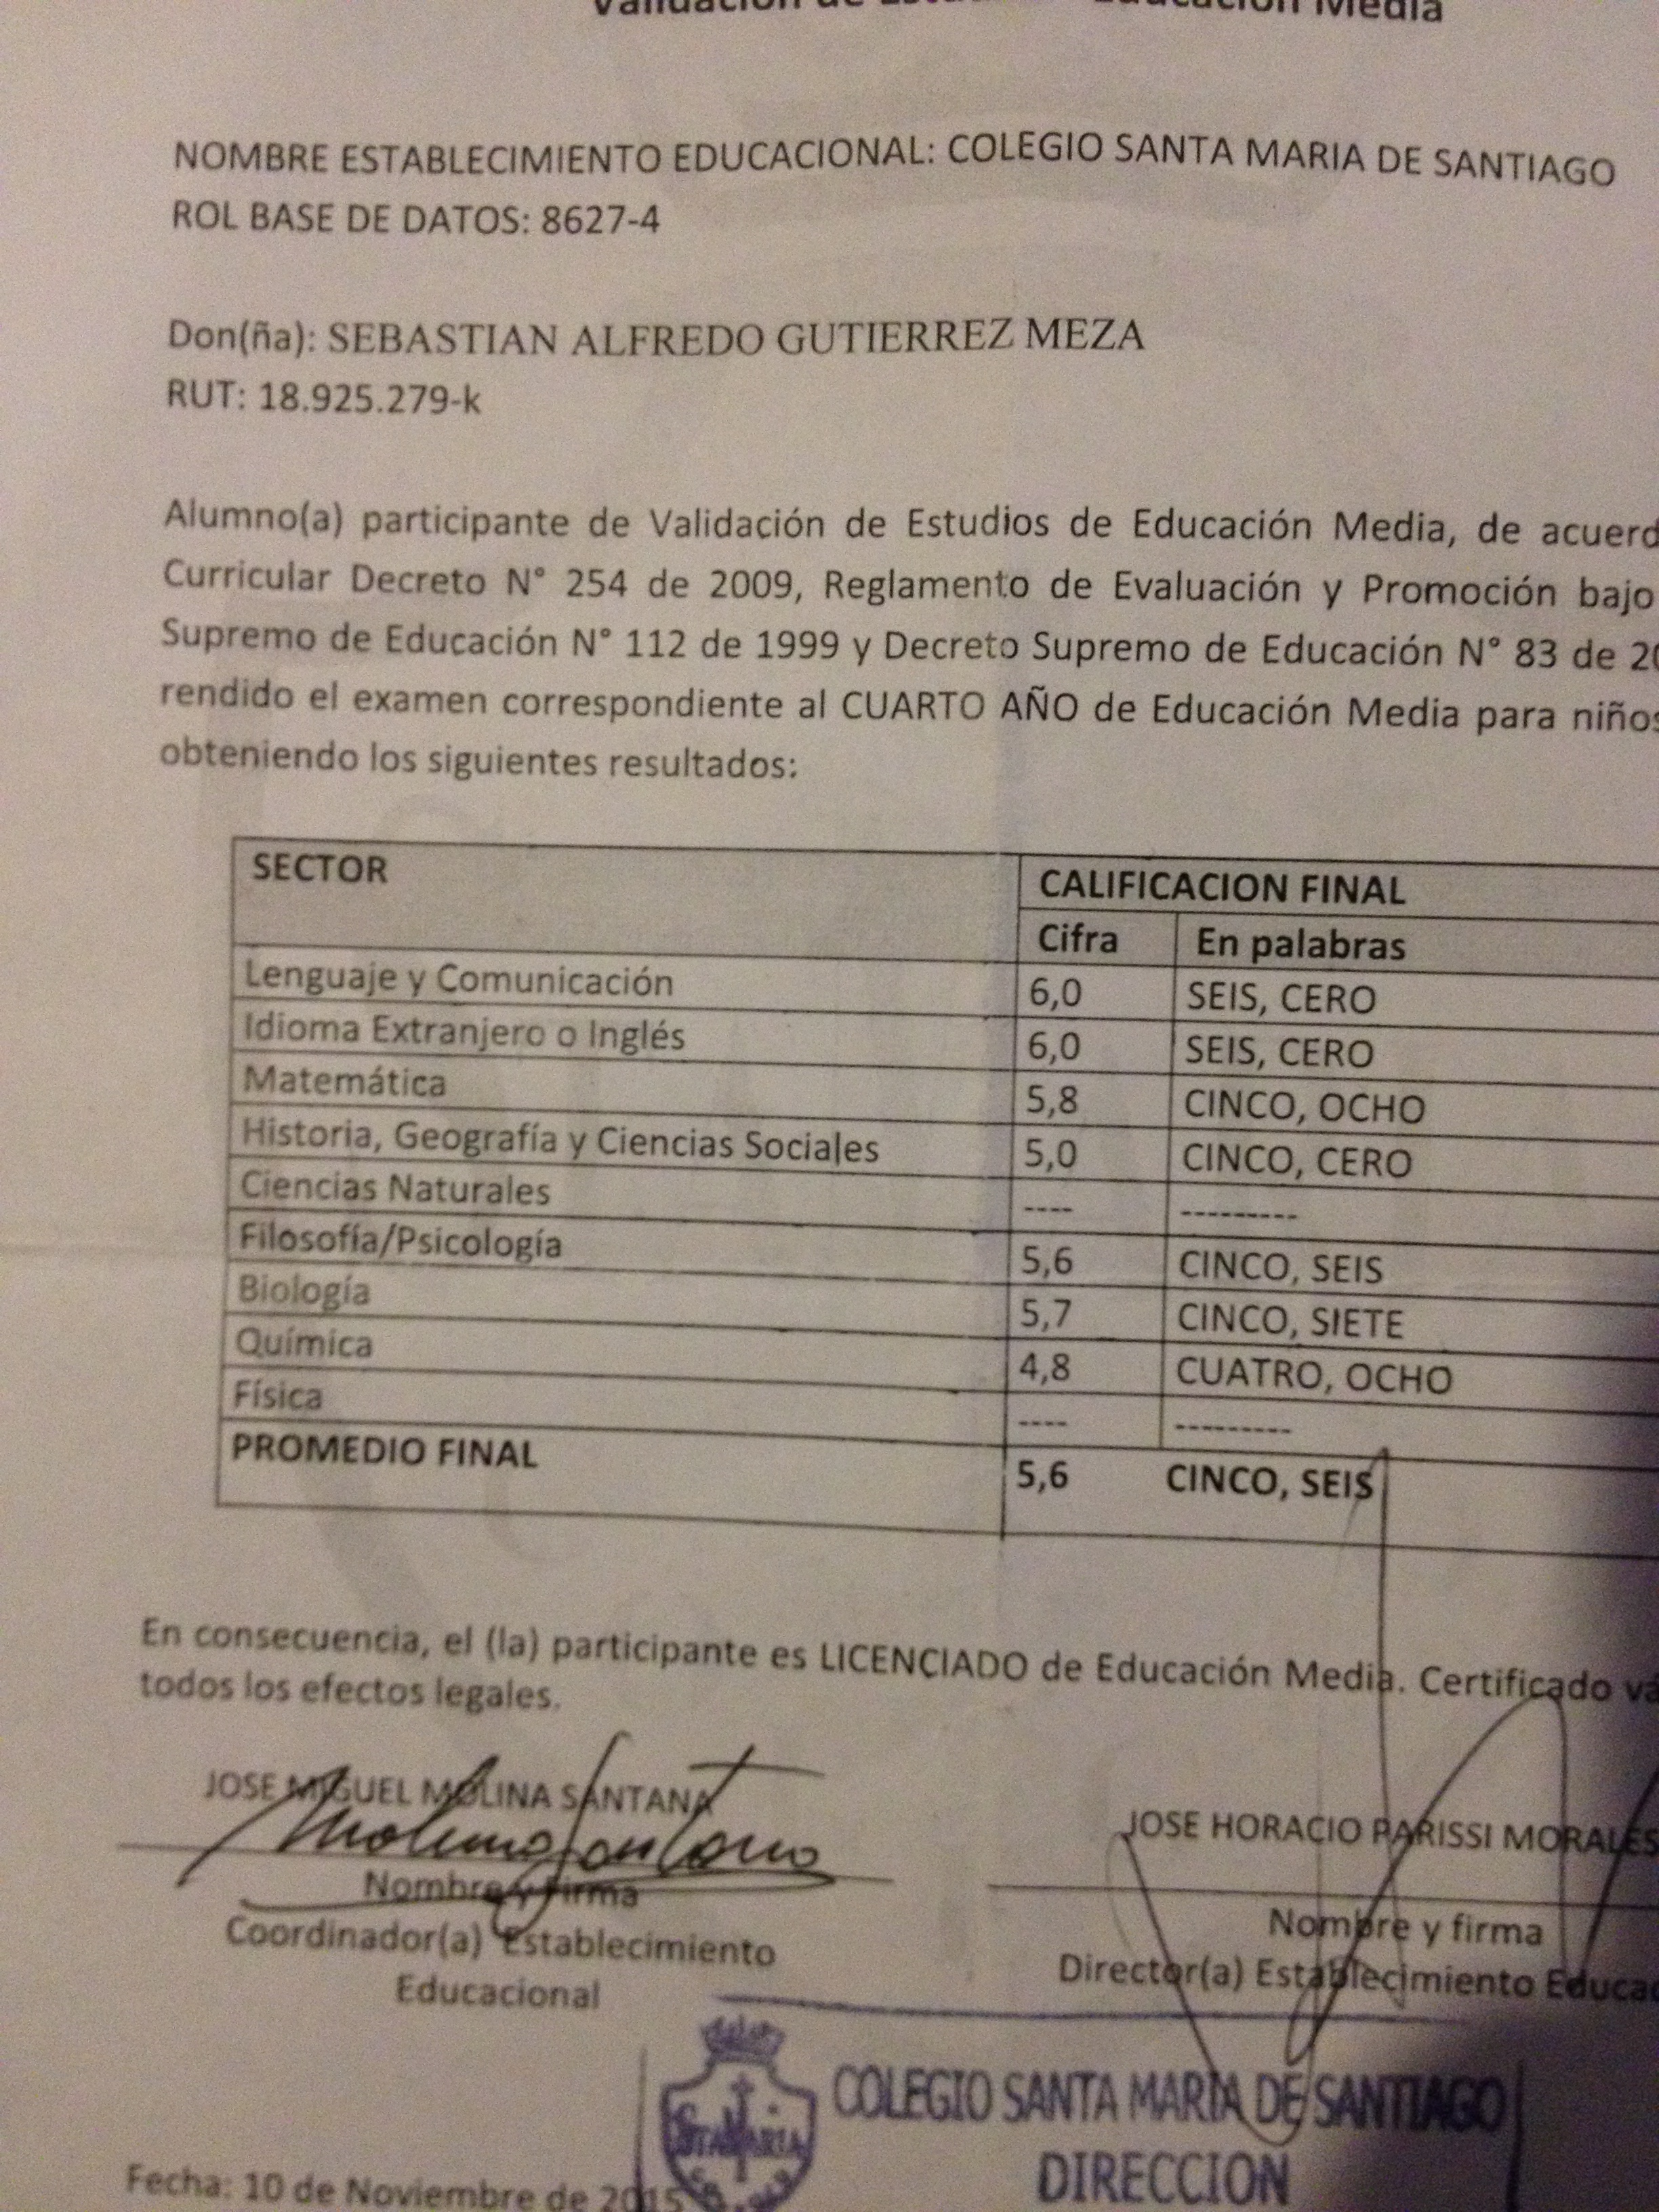 Validación de Estudios Educación Media
NOMBRE ESTABLECIMIENTO EDUCACIONAL: COLEGIO SANTA MARIA DE SANTIAGO
ROL BASE DE DATOS: 8627-4
Don(ña): SEBASTIAN ALFREDO GUTIERREZ MEZA
RUT: 18.925.279-k
Alumno(a) participante de Validación de Estudios de Educación Media, de acuerd
Curricular Decreto N° 254 de 2009, Reglamento de Evaluación y Promoción bajo
Supremo de Educación N° 112 de 1999 y Decreto Supremo de Educación N° 83 de 20
rendido el examen correspondiente al CUARTO AÑO de Educación Media para niños
obteniendo los siguientes resultados:
SECTOR CALIFICACION FINAL
Cifra En palabras
Lenguaje y Comunicación 6,0 SEIS, CERO
Idioma Extranjero o Inglés 6,0 SEIS, CERO
Matemática 5,8 CINCO, OCHO
Historia, Geografía y Ciencias Sociales 5,0 CINCO, CERO
Ciencias Naturales ---- ---------
Filosofía/Psicología 5,6 CINCO, SEIS
Biología 5,7 CINCO, SIETE
Química 4,8 CUATRO, OCHO
Física ---- ---------
PROMEDIO FINAL 5,6 CINCO, SEIS
En consecuencia, el (la) participante es LICENCIADO de Educación Media. Certificado vá
todos los efectos legales.
JOSE MIGUEL MOLINA SANTANA
Molina Santana
Nombre y firma
Coordinador(a) Establecimiento
Educacional
JOSE HORACIO PARISSI MORALES
Nombre y firma
Director(a) Establecimiento Educac
COLEGIO SANTA MARIA DE SANTIAGO
DIRECCION
STA MARIA
Fecha: 10 de Noviembre de 2015